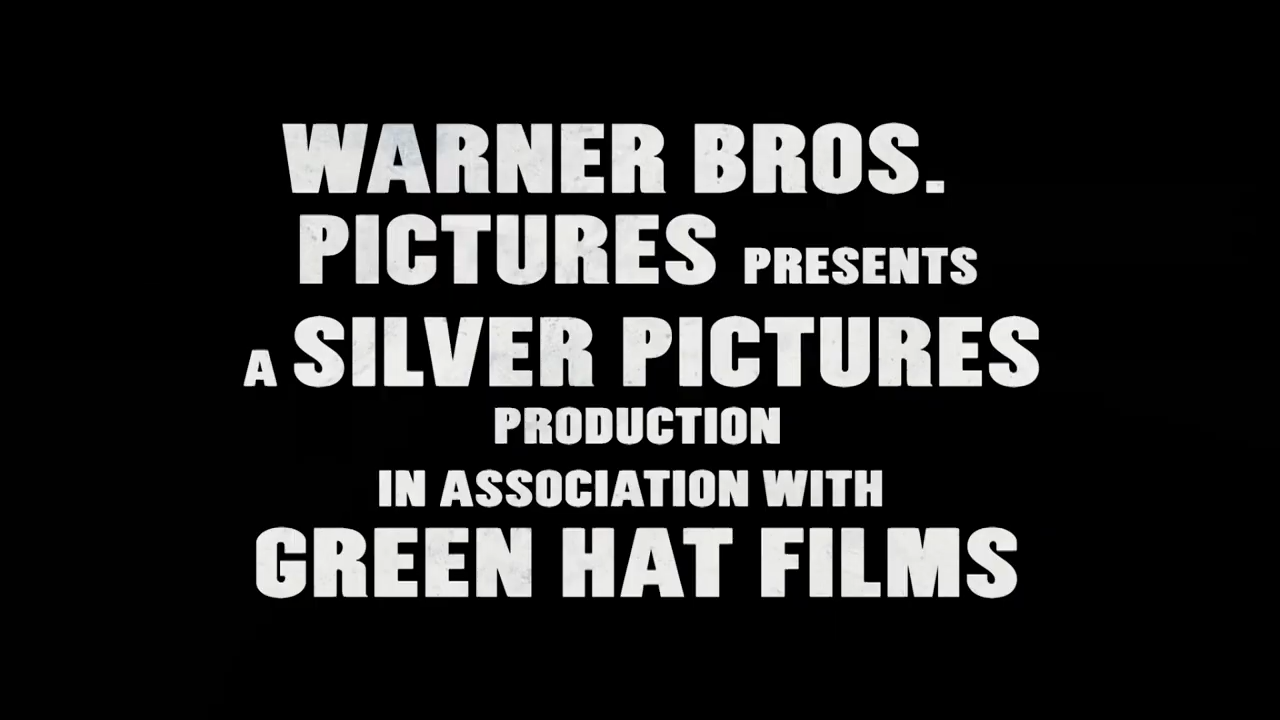 WARNER BROS.
PICTURES PRESENTS
A SILVER PICTURES
PRODUCTION
IN ASSOCIATION WITH
GREEN HAT FILMS